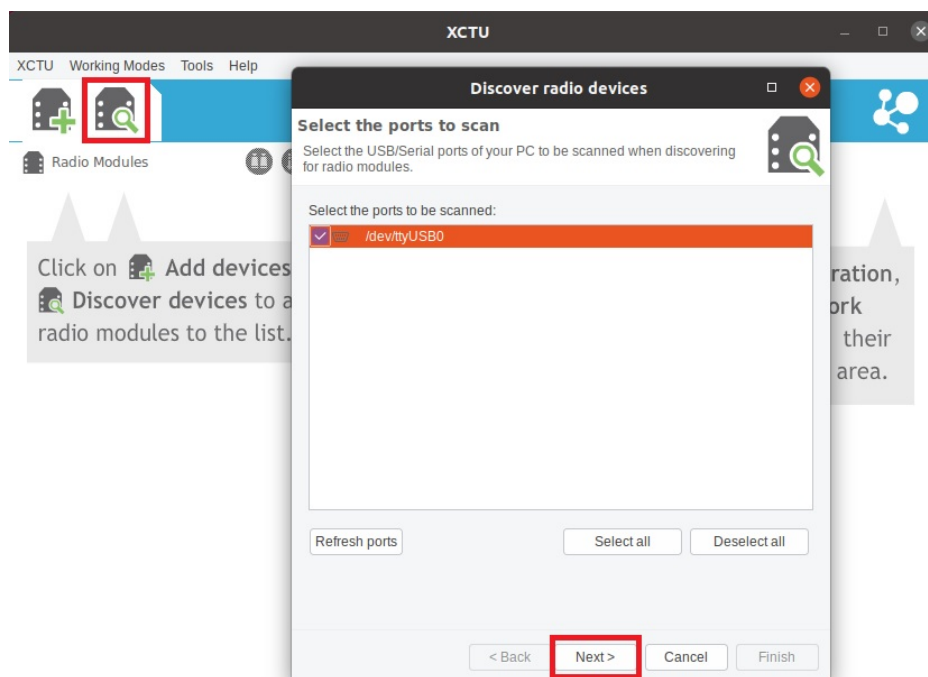 XCTU
XCTU Working Modes Tools Help
Discover radio devices
Select the ports to scan
Select the USB/Serial ports of your PC to be scanned when discovering
for radio modules.
Radio Modules
Select the ports to be scanned:
/dev/ttyUSB0
Click on Add devices
Discover devices to a
radio modules to the list.
ration,
ork
their
area.
Refresh ports
Select all
Deselect all
< Back
Next >
Cancel
Finish